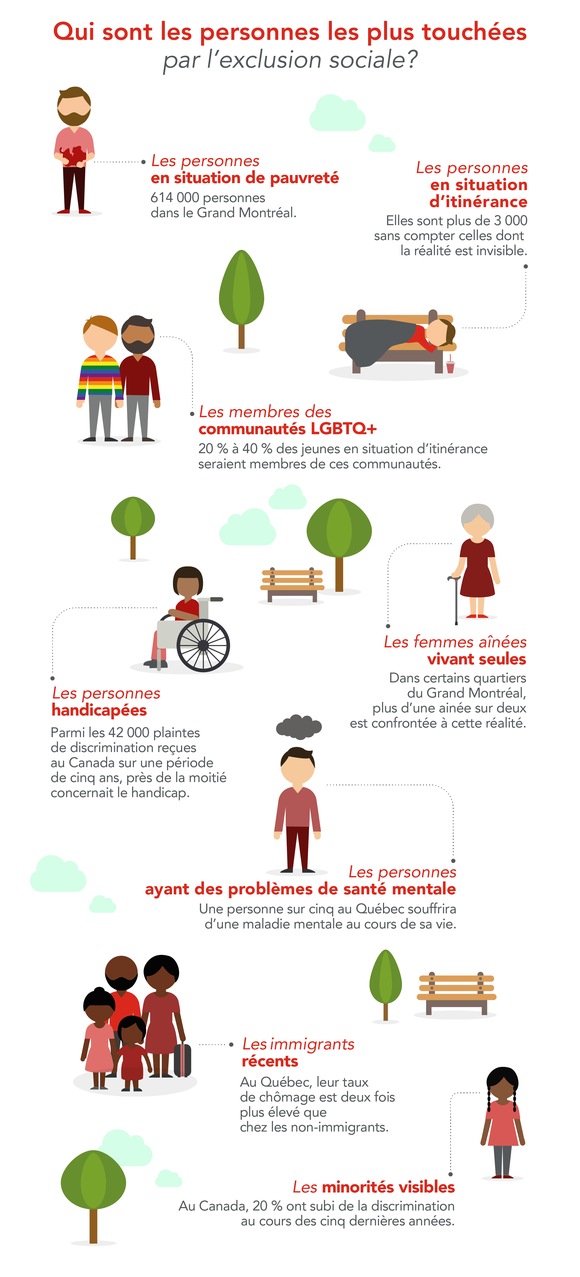 Qui sont les personnes les plus touchées
par l’exclusion sociale?
Les personnes
en situation de pauvreté
614 000 personnes
dans le Grand Montréal.
Les personnes
en situation
d’itinérance
Elles sont plus de 3 000
sans compter celles dont
la réalité est invisible.
Les membres des
communautés LGBTQ+
20 % à 40 % des jeunes en situation d’itinérance
seraient membres de ces communautés.
Les femmes aînées
vivant seules
Dans certains quartiers
du Grand Montréal,
plus d’une ainée sur deux
est confrontée à cette réalité.
Les personnes
handicapées
Parmi les 42 000 plaintes
de discrimination reçues
au Canada sur une période
de cinq ans, près de la moitié
concernait le handicap.
Les personnes
ayant des problèmes de santé mentale
Une personne sur cinq au Québec souffrira
d’une maladie mentale au cours de sa vie.
Les immigrants
récents
Au Québec, leur taux
de chômage est deux fois
plus élevé que
chez les non-immigrants.
Les minorités visibles
Au Canada, 20 % ont subi de la discrimination
au cours des cinq dernières années.